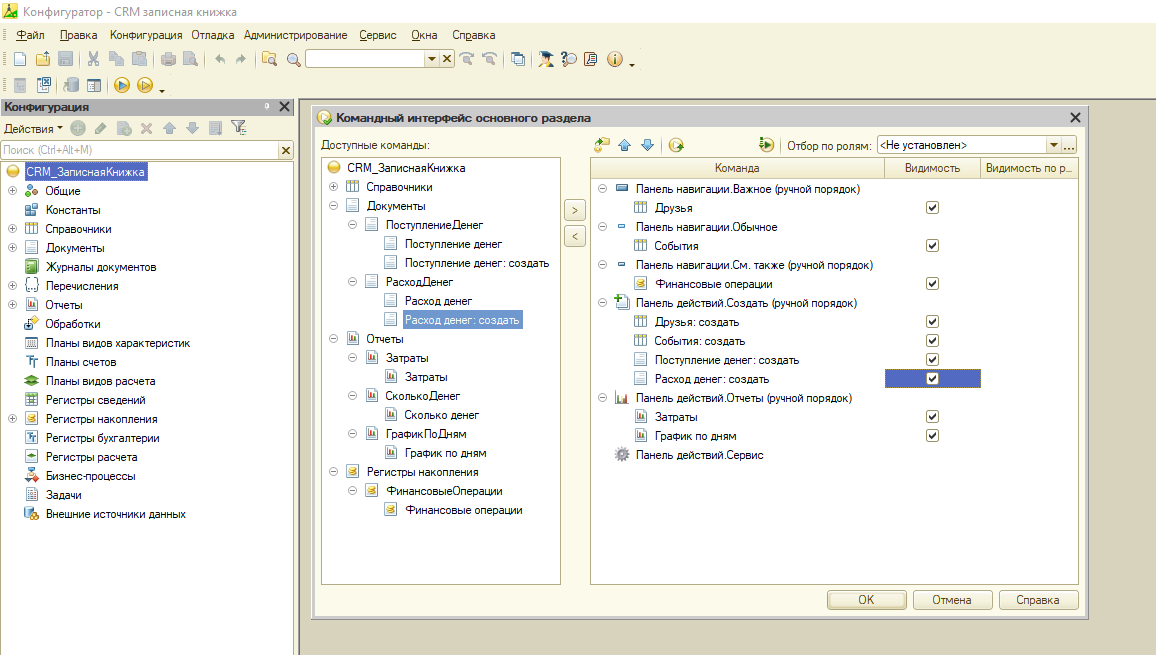 Конфигуратор - CRM записная книжка
Файл Правка Конфигурация Отладка Администрирование Сервис Окна Справка
Конфигурация
Действия
Поиск (Ctrl+Alt+M)
CRM_ЗаписнаяКнижка
Общие
Константы
Справочники
Документы
Журналы документов
Перечисления
Отчеты
Обработки
Планы видов характеристик
Планы счетов
Планы видов расчета
Регистры сведений
Регистры накопления
Регистры бухгалтерии
Регистры расчета
Бизнес-процессы
Задачи
Внешние источники данных
Командный интерфейс основного раздела
Доступные команды:
CRM_ЗаписнаяКнижка
Справочники
Документы
ПоступлениеДенег
Поступление денег
Поступление денег: создать
РасходДенег
Расход денег
Расход денег: создать
Отчеты
Затраты
Затраты
СколькоДенег
Сколько денег
ГрафикПоДням
График по дням
Регистры накопления
ФинансовыеОперации
Финансовые операции
>
<
Отбор по ролям: <Не установлен> ...
Команда Видимость Видимость по р...
Панель навигации.Важное (ручной порядок)
Друзья
Панель навигации.Обычное
События
Панель навигации.См. также (ручной порядок)
Финансовые операции
Панель действий.Создать (ручной порядок)
Друзья: создать
События: создать
Поступление денег: создать
Расход денег: создать
Панель действий.Отчеты (ручной порядок)
Затраты
График по дням
Панель действий.Сервис
OK Отмена Справка